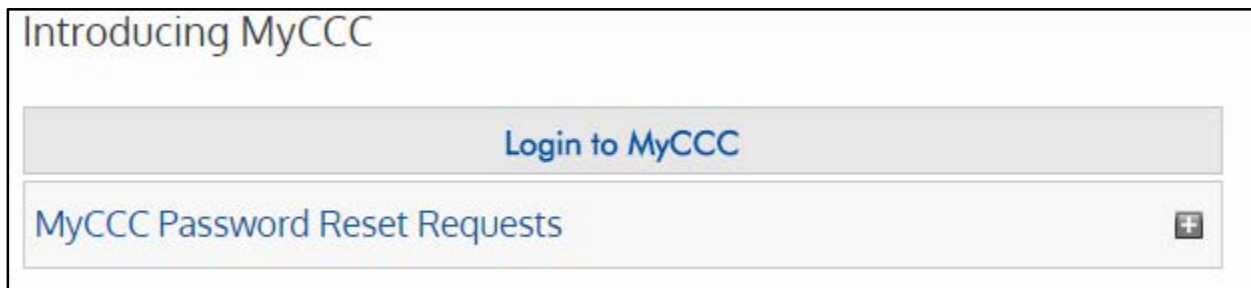 Introducing MyCCC
Login to MyCCC
MyCCC Password Reset Requests